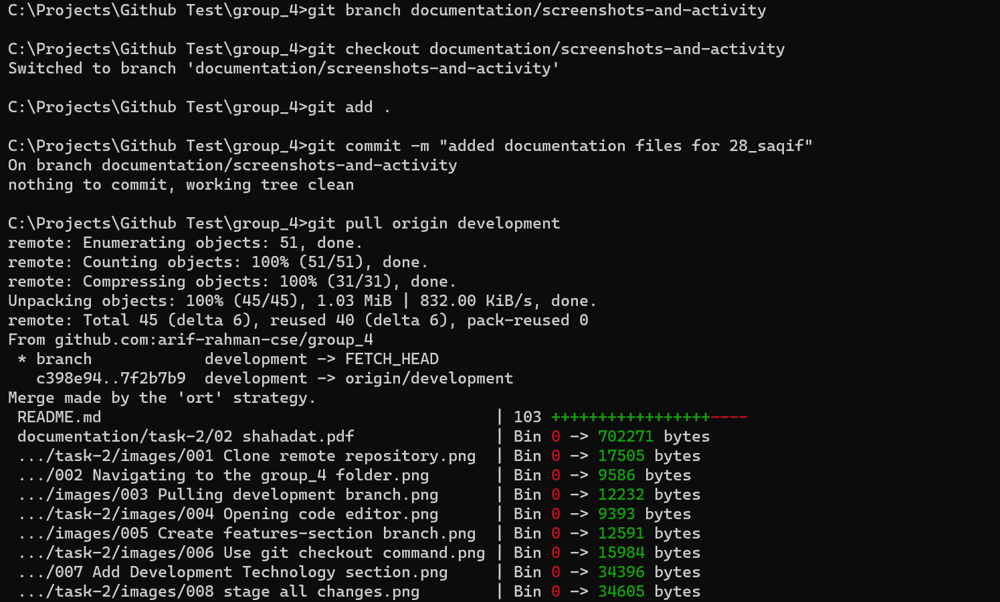 C:\Projects\Github Test\group_4>git branch documentation/screenshots-and-activity
C:\Projects\Github Test\group_4>git checkout documentation/screenshots-and-activity
Switched to branch 'documentation/screenshots-and-activity'
C:\Projects\Github Test\group_4>git add .
C:\Projects\Github Test\group_4>git commit -m "added documentation files for 28_saqif"
On branch documentation/screenshots-and-activity
nothing to commit, working tree clean
C:\Projects\Github Test\group_4>git pull origin development
remote: Enumerating objects: 51, done.
remote: Counting objects: 100% (51/51), done.
remote: Compressing objects: 100% (31/31), done.
Unpacking objects: 100% (45/45), 1.03 MiB | 832.00 KiB/s, done.
remote: Total 45 (delta 6), reused 40 (delta 6), pack-reused 0
From github.com:arif-rahman-cse/group_4
 * branch            development -> FETCH_HEAD
   c398e94..7f2b7b9  development -> origin/development
Merge made by the 'ort' strategy.
 README.md                                          | 103 +++++++++++++++++----
 documentation/task-2/02 shahadat.pdf               | Bin 0 -> 702271 bytes
 .../task-2/images/001 Clone remote repository.png  | Bin 0 -> 17505 bytes
 .../002 Navigating to the group_4 folder.png       | Bin 0 -> 9586 bytes
 .../images/003 Pulling development branch.png      | Bin 0 -> 12232 bytes
 .../task-2/images/004 Opening code editor.png      | Bin 0 -> 9393 bytes
 .../images/005 Create features-section branch.png  | Bin 0 -> 12591 bytes
 .../task-2/images/006 Use git checkout command.png | Bin 0 -> 15984 bytes
 .../007 Add Development Technology section.png     | Bin 0 -> 34396 bytes
 .../task-2/images/008 stage all changes.png        | Bin 0 -> 34605 bytes